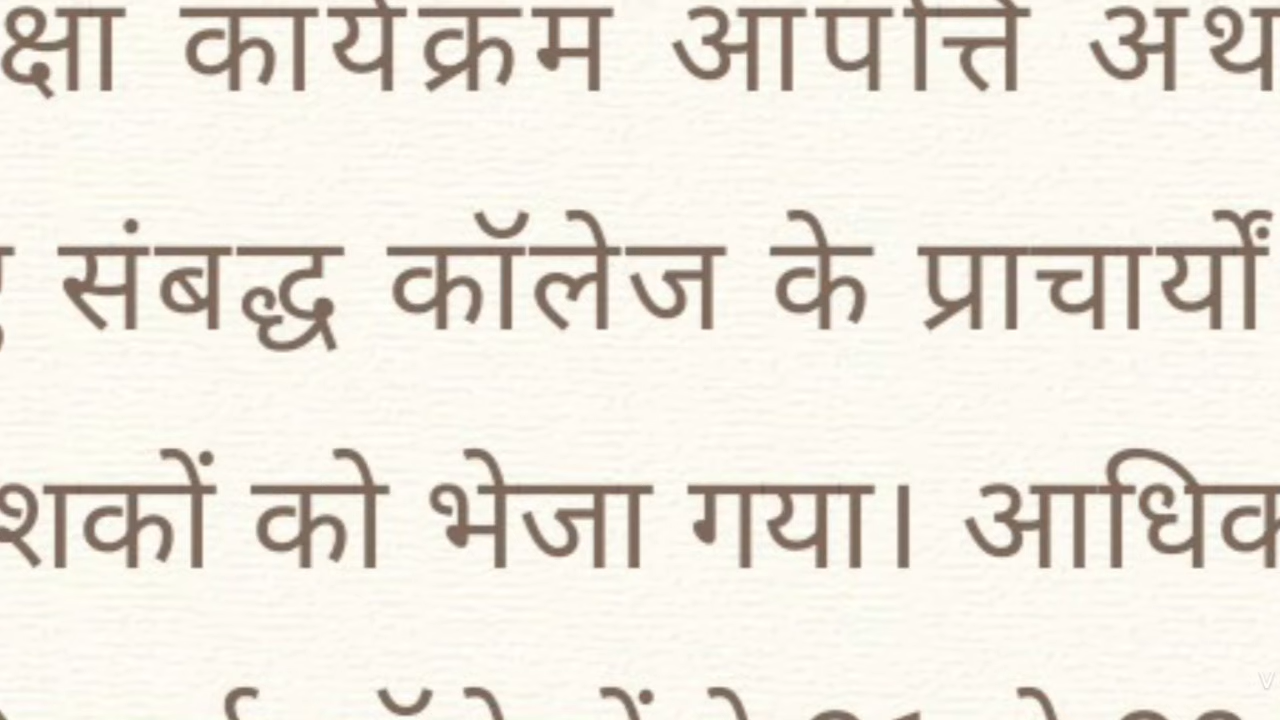 क्षा कार्यक्रम आपत्ति अथ
संबद्ध कॉलेज के प्राचार्यों
शकों को भेजा गया। आधिक